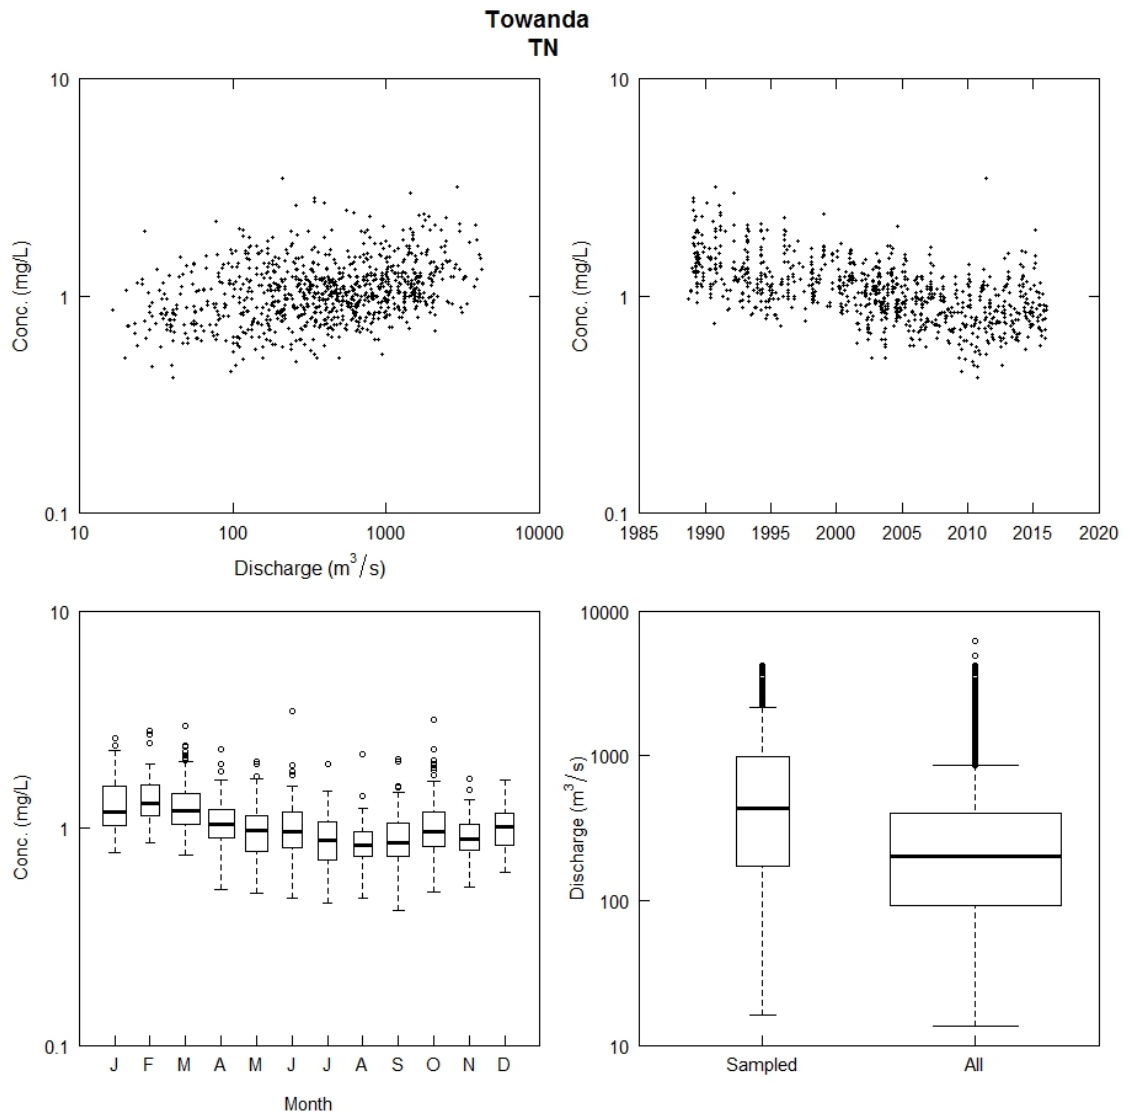 Towanda
TN
10
1
0.1
Conc. (mg/L)
10 100 1000 10000
Discharge (m³/s)
10
1
0.1
Conc. (mg/L)
1985 1990 1995 2000 2005 2010 2015 2020
10
1
0.1
Conc. (mg/L)
J F M A M J J A S O N D
Month
10000
1000
100
10
Discharge (m³/s)
Sampled All